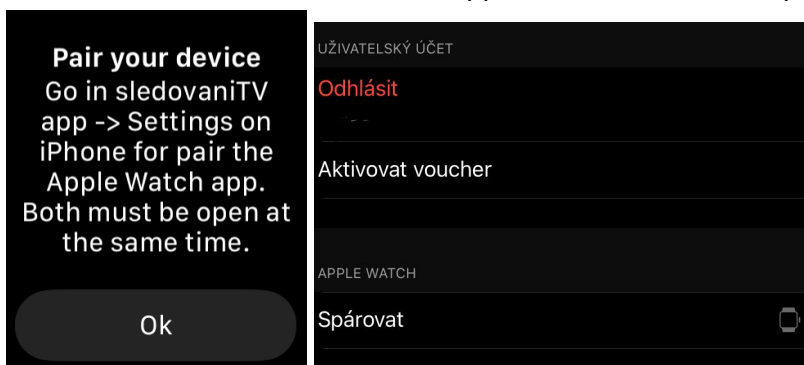 Pair your device
Go in sledovaniTV
app -> Settings on
iPhone for pair the
Apple Watch app.
Both must be open at
the same time.
Ok
UŽIVATELSKÝ ÚČET
Odhlásit
Aktivovat voucher
APPLE WATCH
Spárovat